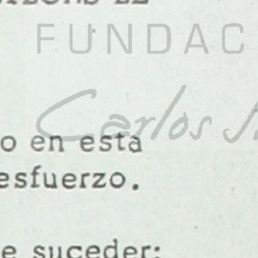 FUNDAC
Carlos
o en esta
esfuerzo.
e suceder: